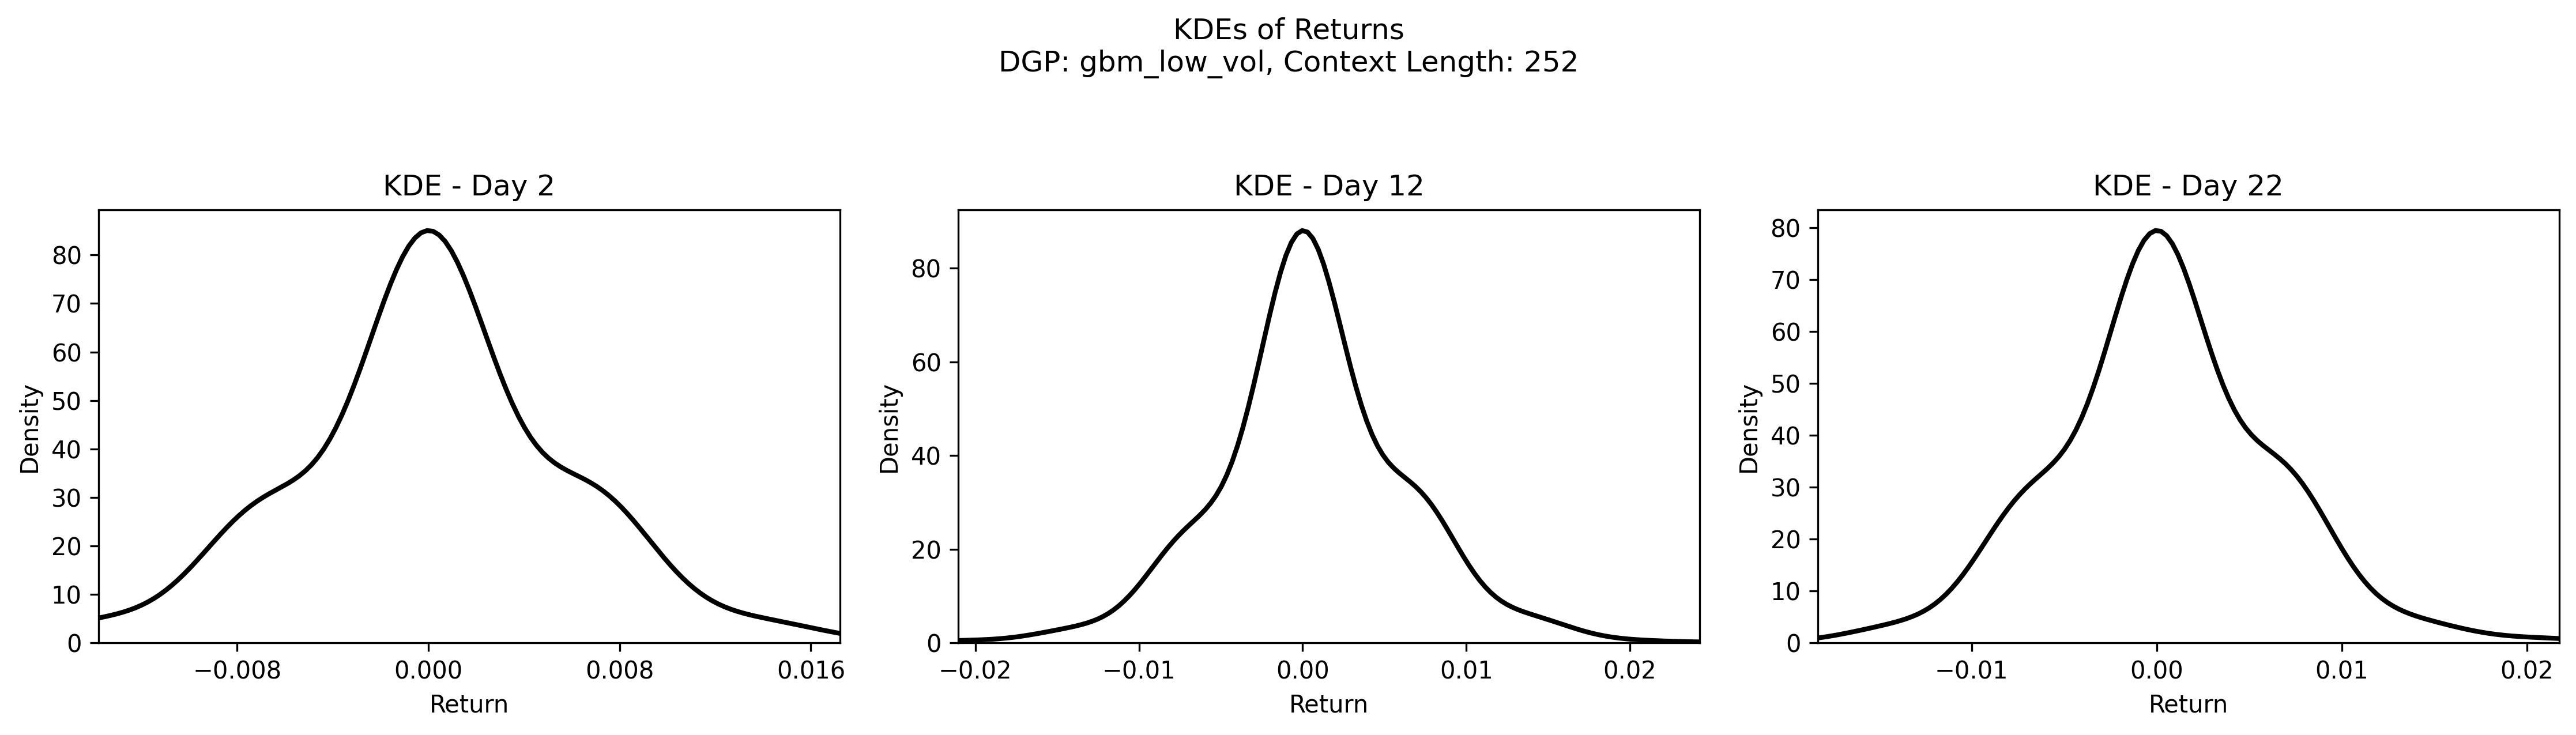 KDEs of Returns
DGP: gbm_low_vol, Context Length: 252
KDE - Day 2
80
70
60
50
40
30
20
10
0
Density
−0.008 0.000 0.008 0.016
Return
KDE - Day 12
80
60
40
20
0
Density
−0.02 −0.01 0.00 0.01 0.02
Return
KDE - Day 22
80
70
60
50
40
30
20
10
0
Density
−0.01 0.00 0.01 0.02
Return